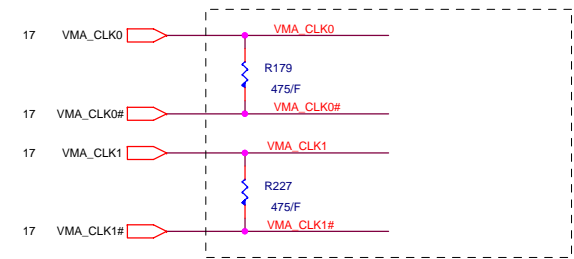 17 VMA_CLK0 VMA_CLK0
R179
475/F
17 VMA_CLK0# VMA_CLK0#
17 VMA_CLK1 VMA_CLK1
R227
475/F
17 VMA_CLK1# VMA_CLK1#